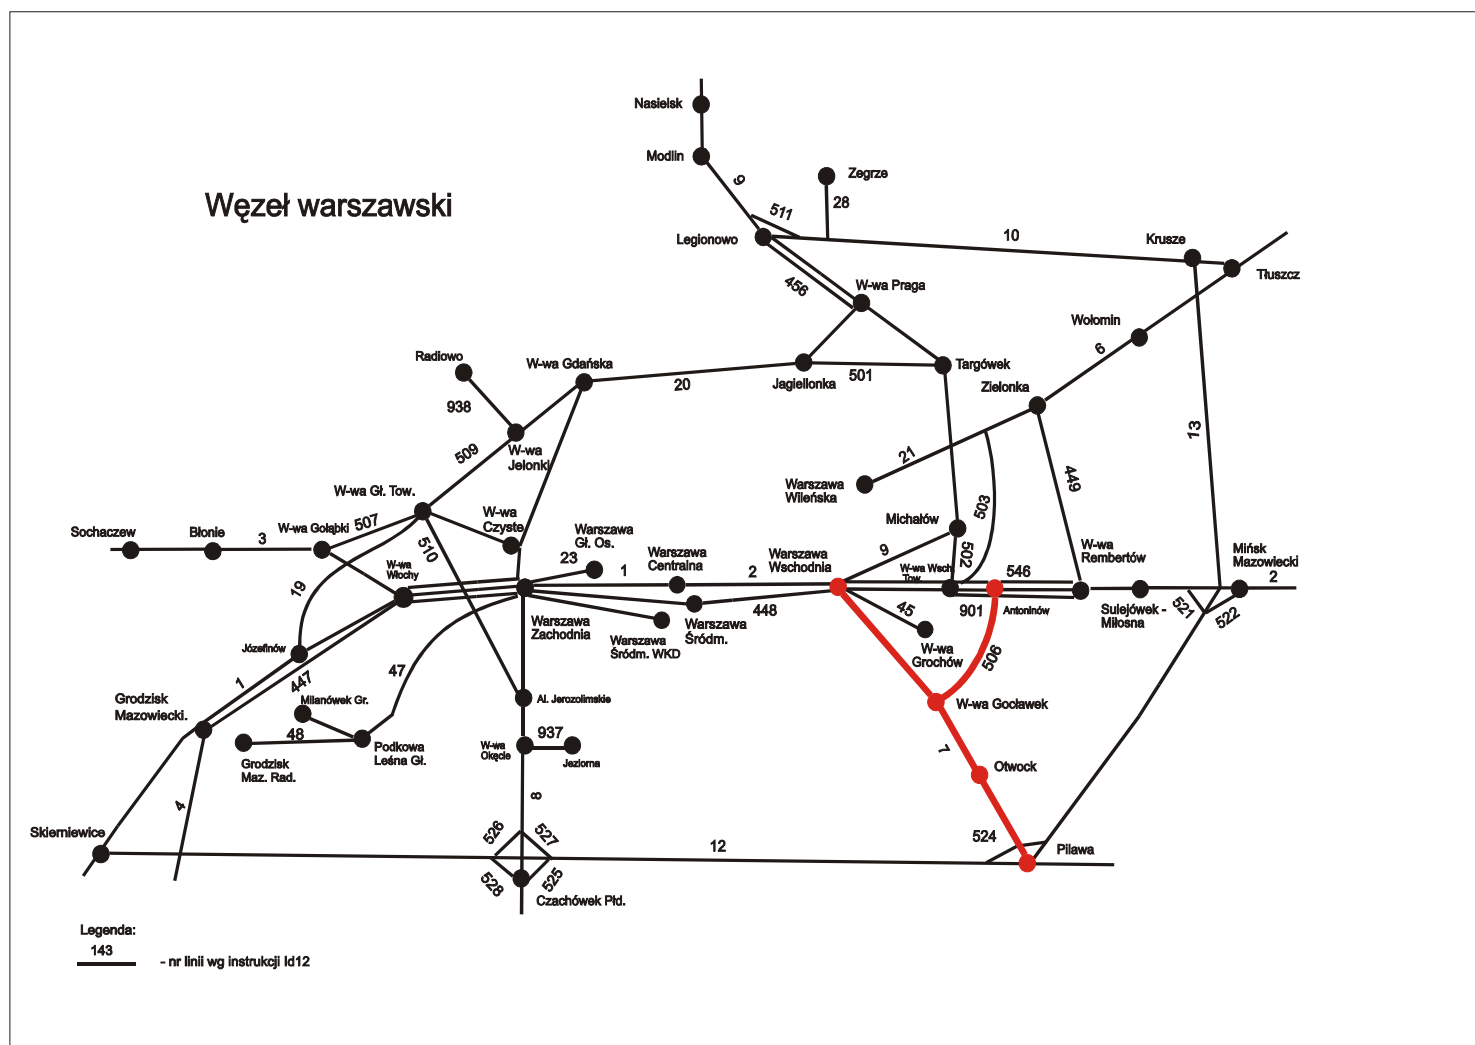 Nasielsk
Modlin
9
Zegrze
28
Węzeł warszawski
511
Legionowo
10
Krusze
Tłuszcz
456
W-wa Praga
Wołomin
6
Radiowo
W-wa Gdańska
20
Jagiellonka
501
Targówek
Zielonka
938
13
509
W-wa
Jelonki
21
449
Warszawa
Wileńska
W-wa Gł. Tow.
503
W-wa
Czyste
Michałów
Sochaczew
Błonie
3
W-wa Gołąbki
507
510
Warszawa
Gł. Os.
23
Warszawa
Centralna
1
2
Warszawa
Wschodnia
9
502
W-wa Wsch.
Tow.
546
W-wa
Rembertów
Mińsk
Mazowiecki
2
W-wa
Włochy
19
448
45
901
Antoninów
Sulejówek -
Miłosna
521
522
Warszawa
Zachodnia
Warszawa
Śródm. WKD
Warszawa
Śródm.
W-wa
Grochów
506
Józefinów
1
447
47
Grodzisk
Mazowiecki.
Milanówek Gr.
Al. Jerozolimskie
W-wa Gocławek
7
48
Grodzisk
Maz. Rad.
Podkowa
Leśna Gł.
W-wa
Okęcie
937
Jeziorna
Otwock
4
8
Skierniewice
526
527
12
524
Pilawa
528
525
Czachówek Płd.
Legenda:
143
- nr linii wg instrukcji Id12